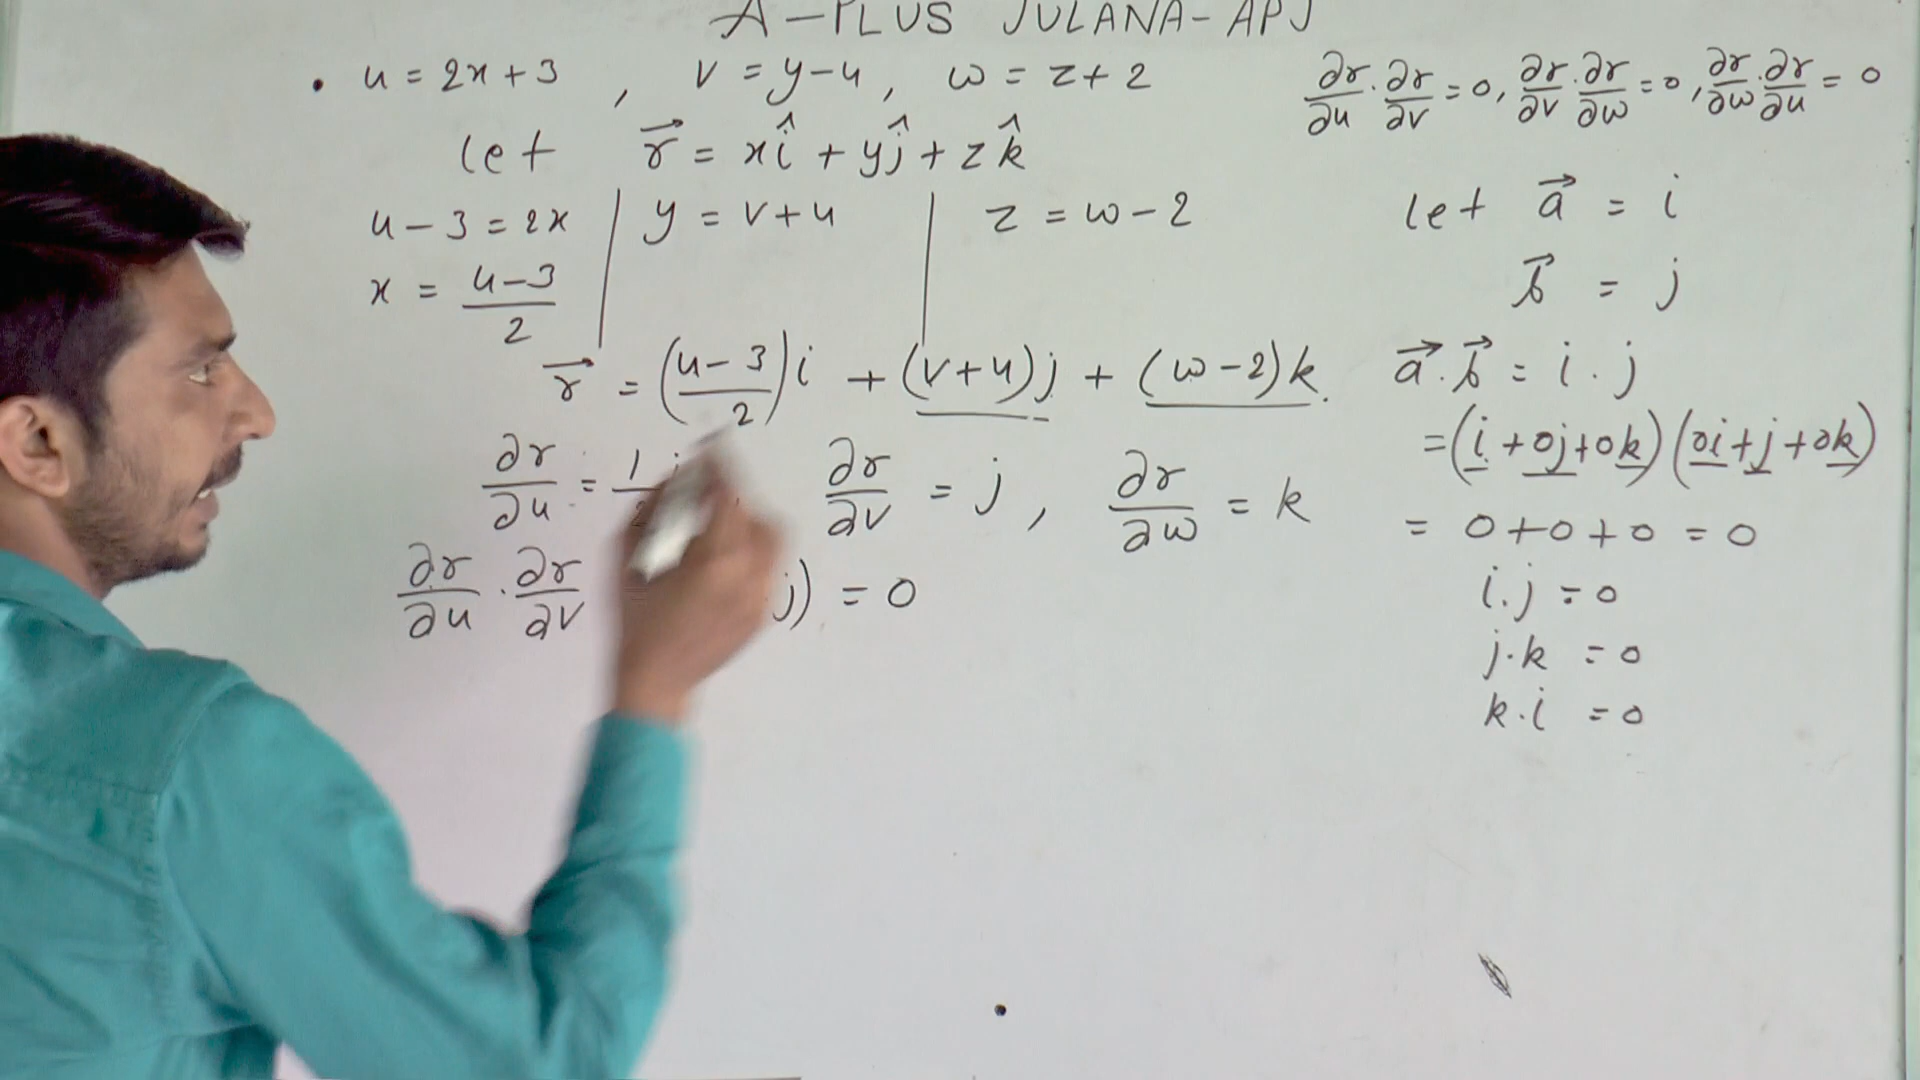 A-PLUS JULANA-APJ
• u = 2x+3 , v = y-4 , w = z+2
let r⃗ = xî + yĵ + zk̂
u-3 = 2x | y = v+4 | z = w-2
x = (u-3)/2
r⃗ = ((u-3)/2)i + (v+4)j + (w-2)k.
∂r/∂u = 1/2 i ∂r/∂v = j , ∂r/∂w = k
∂r/∂u · ∂r/∂v j) = 0
∂r/∂u · ∂r/∂v = 0, ∂r/∂v · ∂r/∂w = 0, ∂r/∂w · ∂r/∂u = 0
let a⃗ = i
b⃗ = j
a⃗.b⃗ = i . j
= (i + 0j + 0k) (0i + j + 0k)
= 0+0+0 = 0
i.j = 0
j.k = 0
k.i = 0